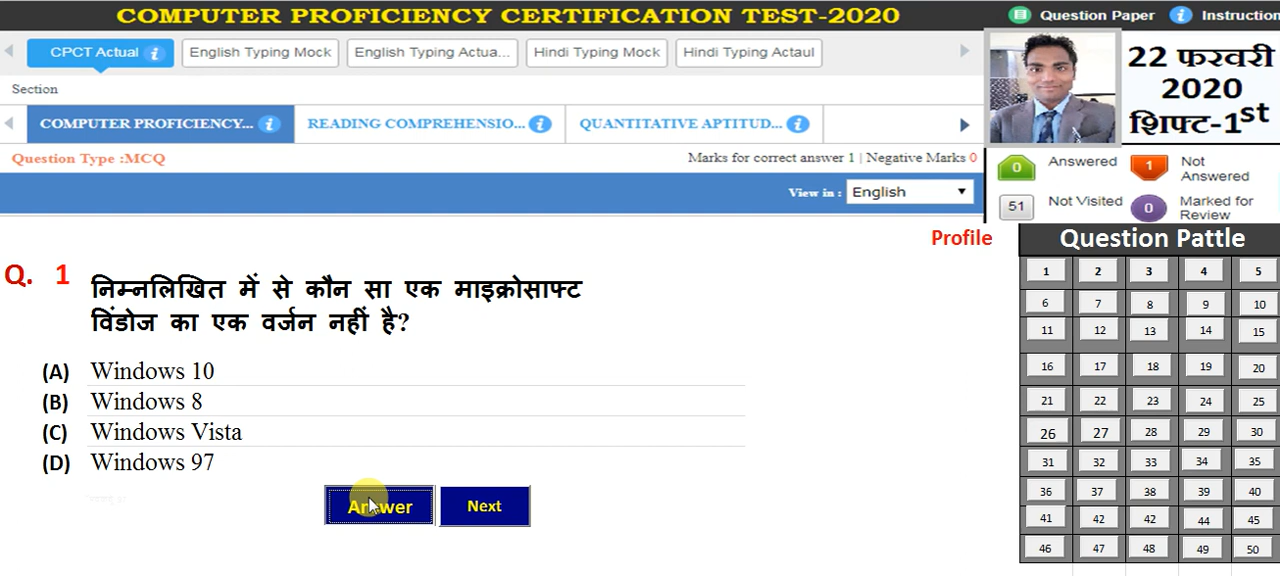 COMPUTER PROFICIENCY CERTIFICATION TEST-2020
Question Paper
Instruction
CPCT Actual
English Typing Mock
English Typing Actua...
Hindi Typing Mock
Hindi Typing Actaul
22 फरवरी
2020
शिफ्ट-1st
Section
COMPUTER PROFICIENCY...
READING COMPREHENSIO...
QUANTITATIVE APTITUD...
Question Type :MCQ
Marks for correct answer 1 | Negative Marks 0
View in : English
0 Answered
1 Not Answered
51 Not Visited
0 Marked for Review
Profile
Question Pattle
Q. 1 निम्नलिखित में से कौन सा एक माइक्रोसाफ्ट
विंडोज का एक वर्जन नहीं है?
(A) Windows 10
(B) Windows 8
(C) Windows Vista
(D) Windows 97
Answer
Next
1 2 3 4 5
6 7 8 9 10
11 12 13 14 15
16 17 18 19 20
21 22 23 24 25
26 27 28 29 30
31 32 33 34 35
36 37 38 39 40
41 42 42 44 45
46 47 48 49 50